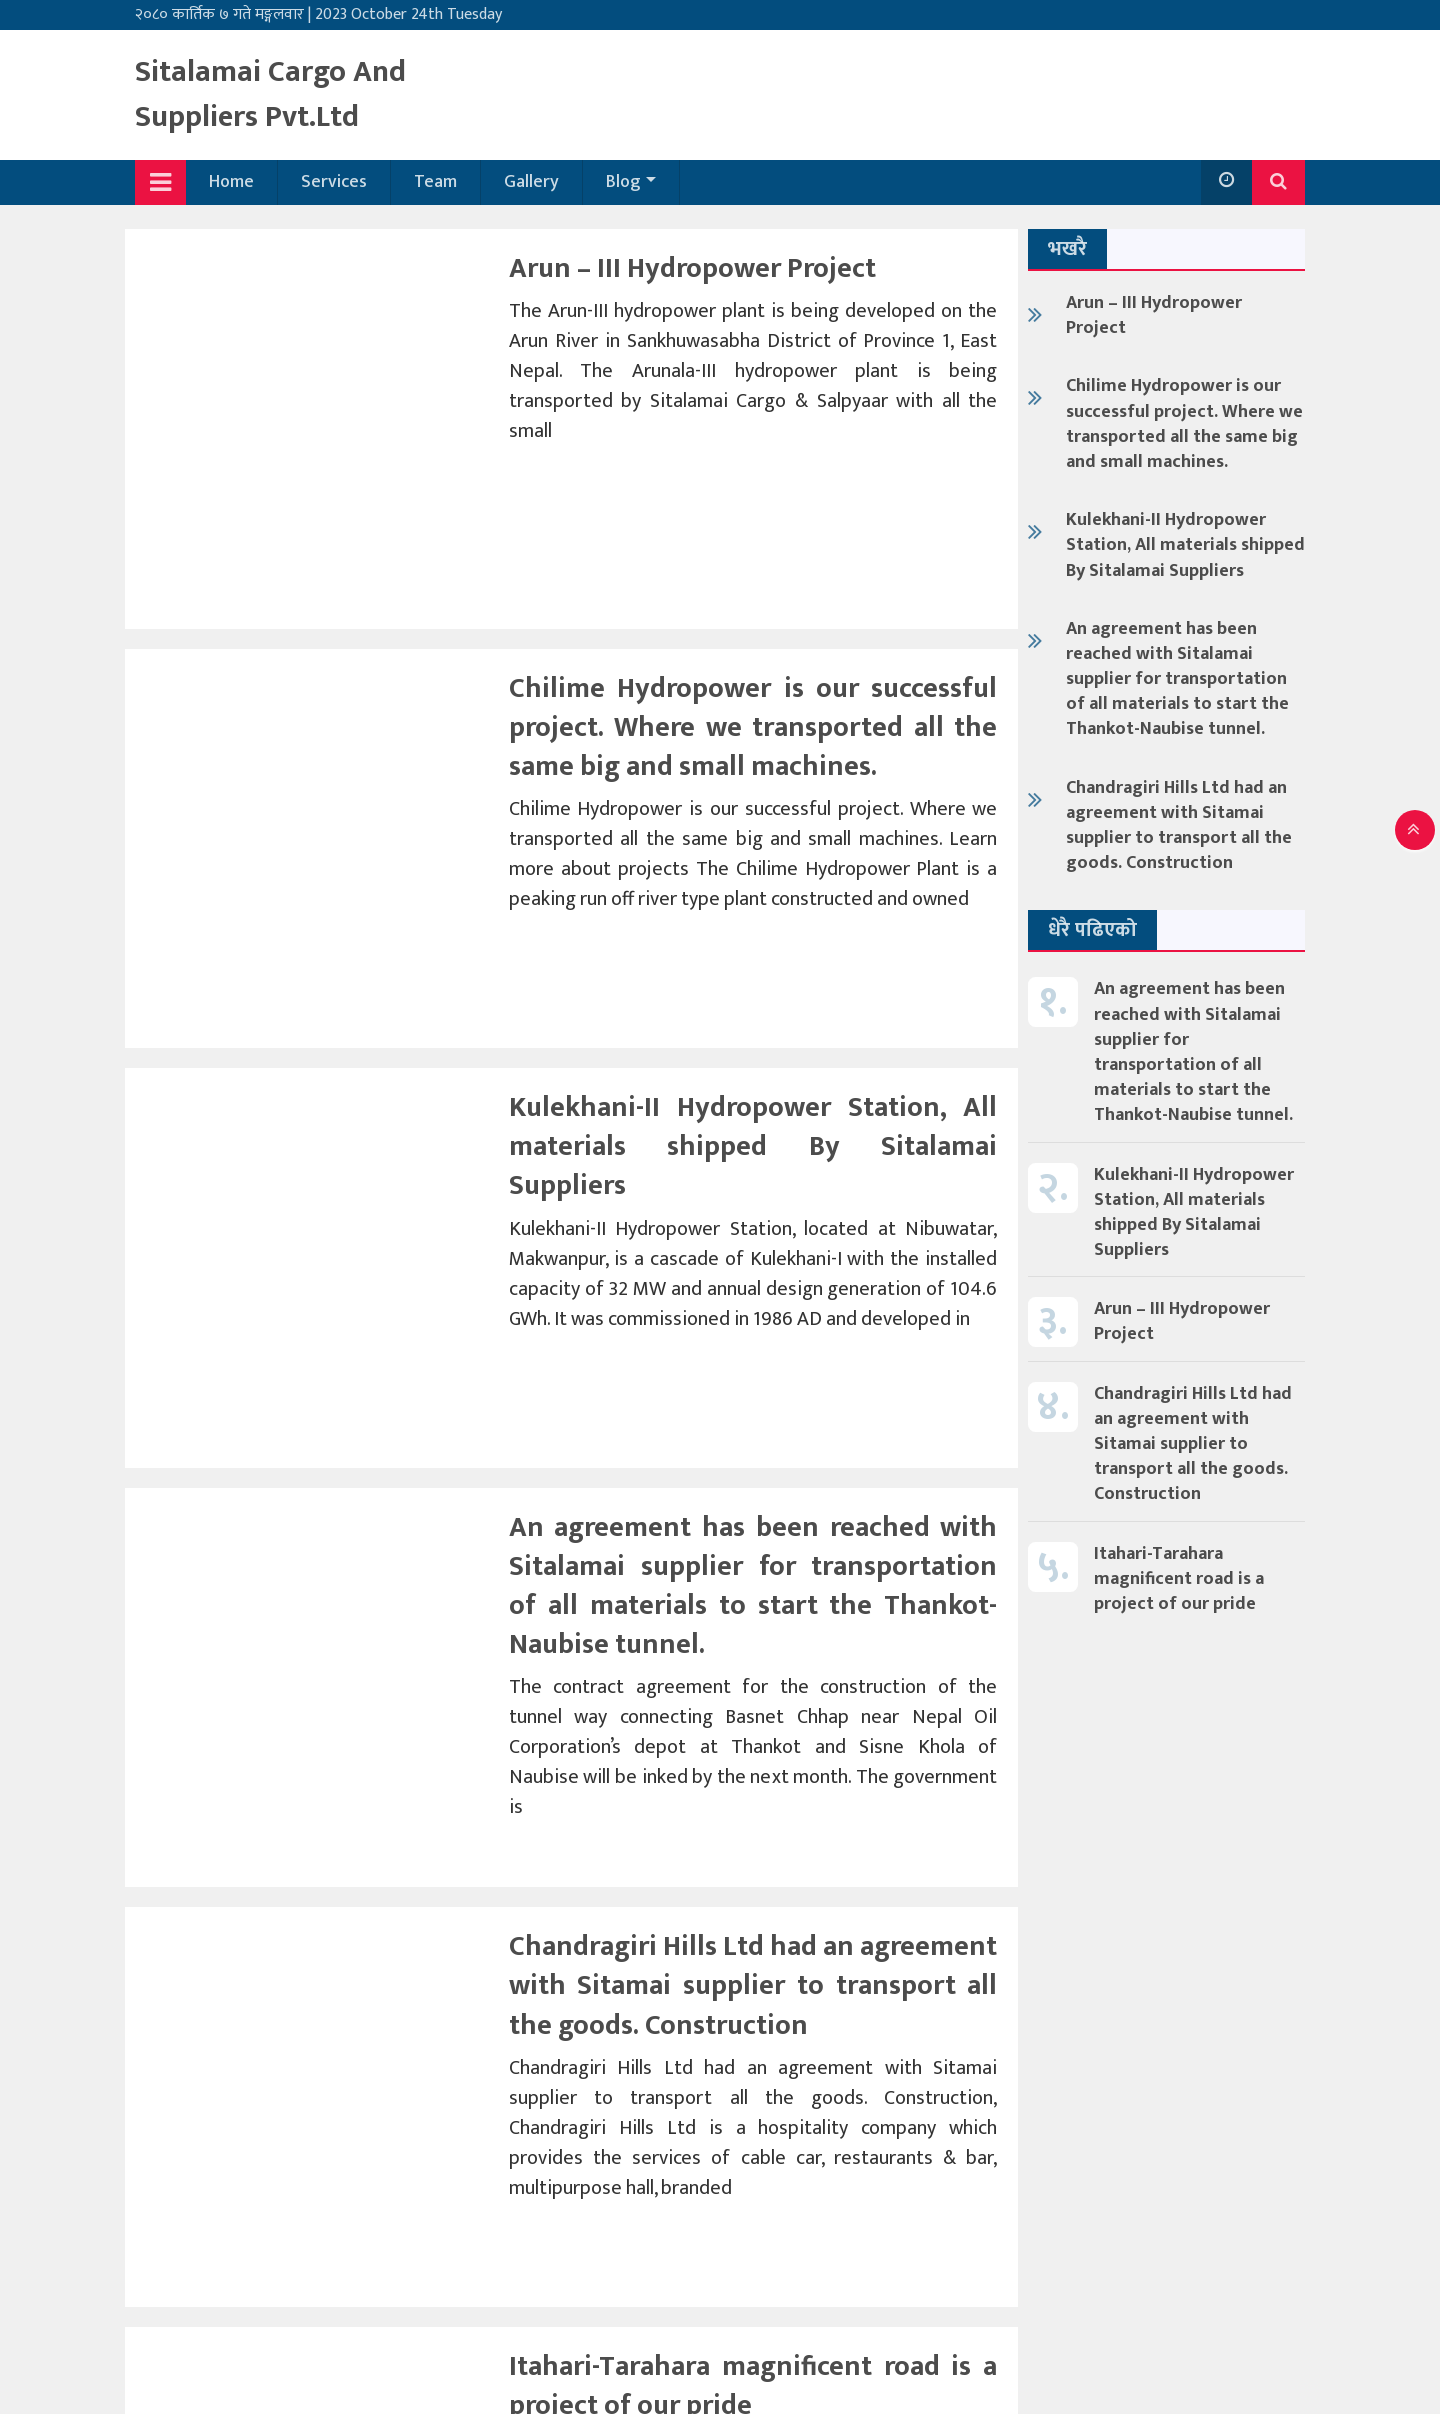 २०८० कार्तिक ७ गते मङ्गलवार | 2023 October 24th Tuesday
Sitalamai Cargo And
Suppliers Pvt.Ltd
Home Services Team Gallery Blog
Arun – III Hydropower Project
The Arun-III hydropower plant is being developed on the
Arun River in Sankhuwasabha District of Province 1, East
Nepal. The Arunala-III hydropower plant is being
transported by Sitalamai Cargo & Salpyaar with all the
small
Chilime Hydropower is our successful
project. Where we transported all the
same big and small machines.
Chilime Hydropower is our successful project. Where we
transported all the same big and small machines. Learn
more about projects The Chilime Hydropower Plant is a
peaking run off river type plant constructed and owned
Kulekhani-II Hydropower Station, All
materials shipped By Sitalamai
Suppliers
Kulekhani-II Hydropower Station, located at Nibuwatar,
Makwanpur, is a cascade of Kulekhani-I with the installed
capacity of 32 MW and annual design generation of 104.6
GWh. It was commissioned in 1986 AD and developed in
An agreement has been reached with
Sitalamai supplier for transportation
of all materials to start the Thankot-
Naubise tunnel.
The contract agreement for the construction of the
tunnel way connecting Basnet Chhap near Nepal Oil
Corporation’s depot at Thankot and Sisne Khola of
Naubise will be inked by the next month. The government
is
Chandragiri Hills Ltd had an agreement
with Sitamai supplier to transport all
the goods. Construction
Chandragiri Hills Ltd had an agreement with Sitamai
supplier to transport all the goods. Construction,
Chandragiri Hills Ltd is a hospitality company which
provides the services of cable car, restaurants & bar,
multipurpose hall, branded
Itahari-Tarahara magnificent road is a
project of our pride
भखरै
Arun – III Hydropower
Project
Chilime Hydropower is our
successful project. Where we
transported all the same big
and small machines.
Kulekhani-II Hydropower
Station, All materials shipped
By Sitalamai Suppliers
An agreement has been
reached with Sitalamai
supplier for transportation
of all materials to start the
Thankot-Naubise tunnel.
Chandragiri Hills Ltd had an
agreement with Sitamai
supplier to transport all the
goods. Construction
धेरै पढिएको
१. An agreement has been
reached with Sitalamai
supplier for
transportation of all
materials to start the
Thankot-Naubise tunnel.
२. Kulekhani-II Hydropower
Station, All materials
shipped By Sitalamai
Suppliers
३. Arun – III Hydropower
Project
४. Chandragiri Hills Ltd had
an agreement with
Sitamai supplier to
transport all the goods.
Construction
५. Itahari-Tarahara
magnificent road is a
project of our pride